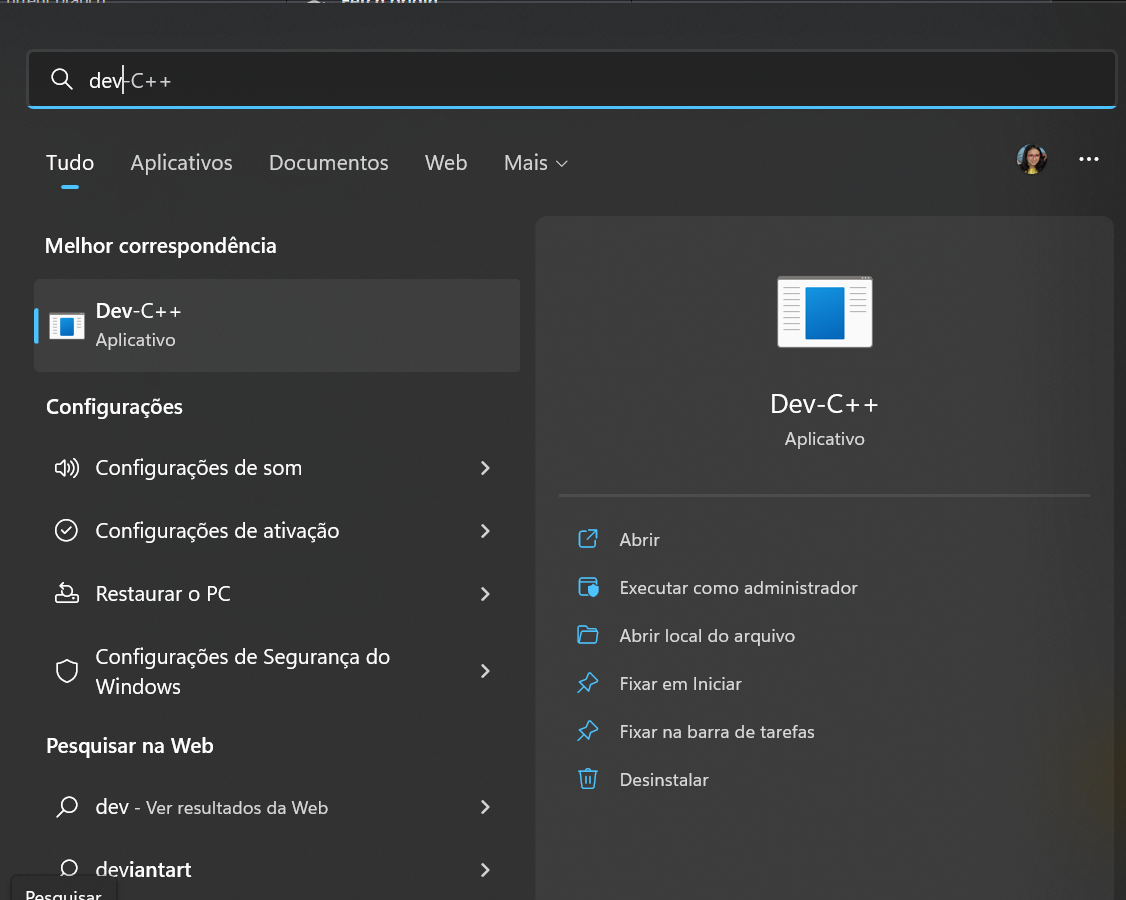 dev-C++
Tudo
Aplicativos
Documentos
Web
Mais
Melhor correspondência
Dev-C++
Aplicativo
Configurações
Configurações de som
Configurações de ativação
Restaurar o PC
Configurações de Segurança do
Windows
Pesquisar na Web
dev - Ver resultados da Web
deviantart
Pesquisar
Dev-C++
Aplicativo
Abrir
Executar como administrador
Abrir local do arquivo
Fixar em Iniciar
Fixar na barra de tarefas
Desinstalar